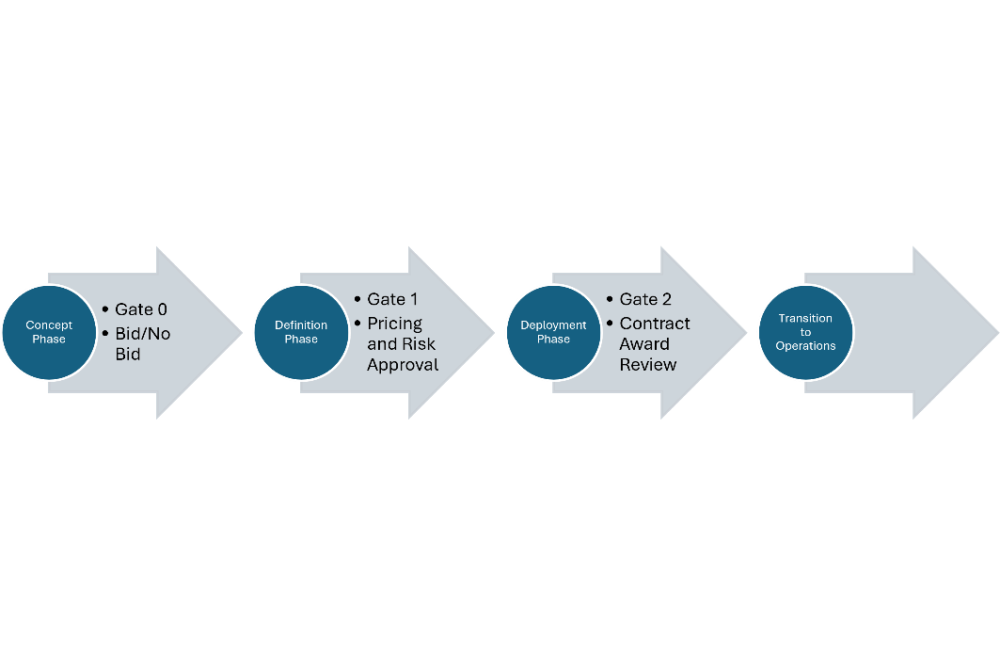 Concept
Phase
• Gate 0
• Bid/No
Bid
Definition
Phase
• Gate 1
• Pricing
and Risk
Approval
Deployment
Phase
• Gate 2
• Contract
Award
Review
Transition
to
Operations